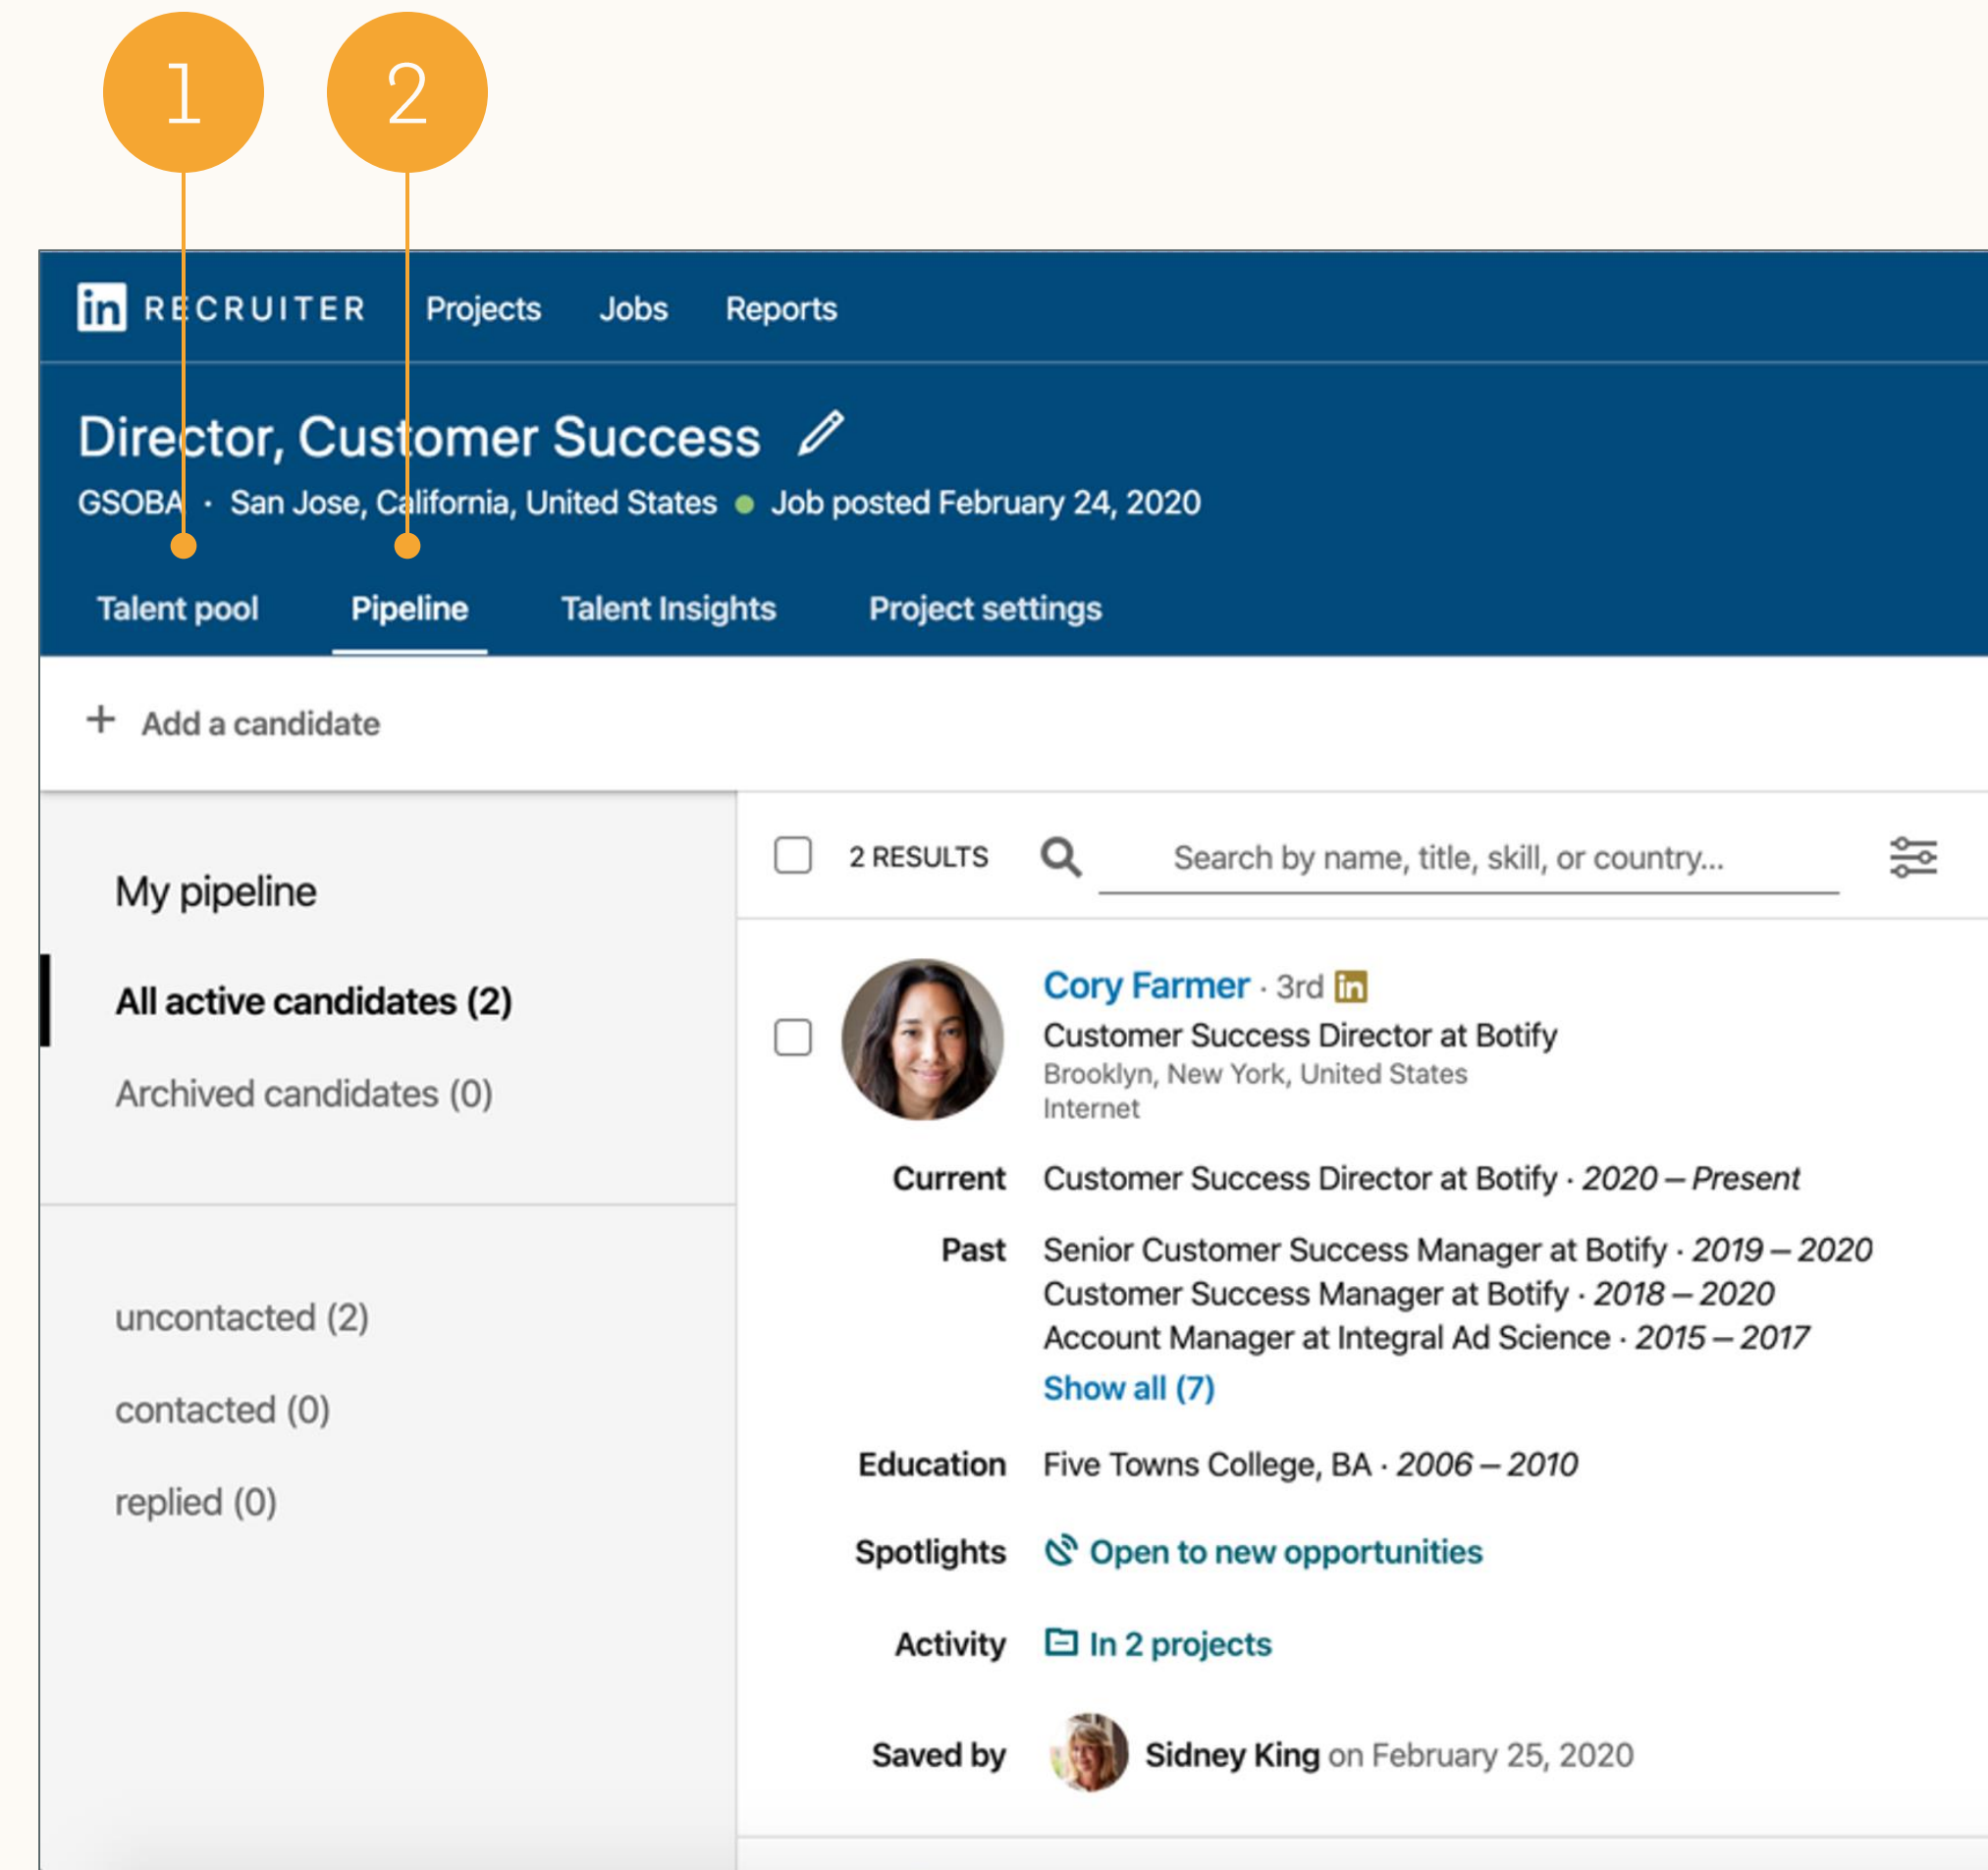 1 2
in RECRUITER Projects Jobs Reports
Director, Customer Success
GSOBA · San Jose, California, United States ● Job posted February 24, 2020
Talent pool Pipeline Talent Insights Project settings
+ Add a candidate
My pipeline
All active candidates (2)
Archived candidates (0)
uncontacted (2)
contacted (0)
replied (0)
2 RESULTS Search by name, title, skill, or country...
Cory Farmer · 3rd in
Customer Success Director at Botify
Brooklyn, New York, United States
Internet
Current Customer Success Director at Botify · 2020 – Present
Past Senior Customer Success Manager at Botify · 2019 – 2020
Customer Success Manager at Botify · 2018 – 2020
Account Manager at Integral Ad Science · 2015 – 2017
Show all (7)
Education Five Towns College, BA · 2006 – 2010
Spotlights Open to new opportunities
Activity In 2 projects
Saved by Sidney King on February 25, 2020